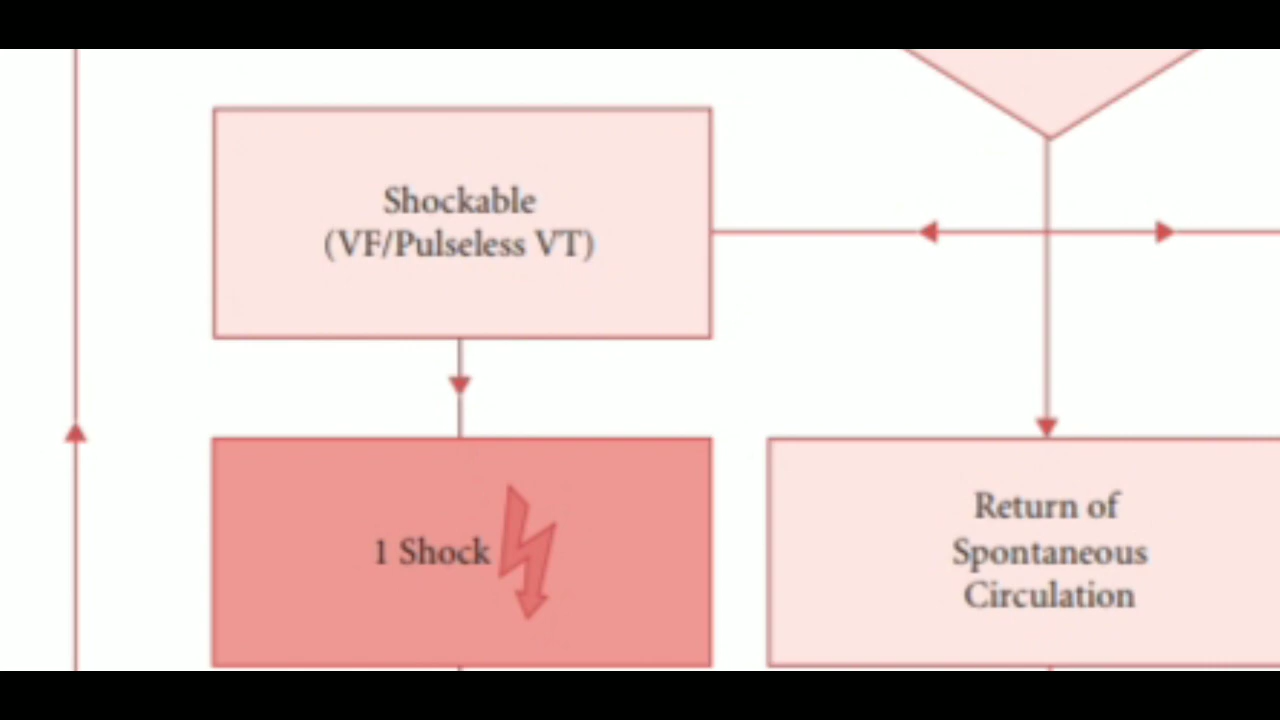 Shockable
(VF/Pulseless VT)
1 Shock
Return of
Spontaneous
Circulation